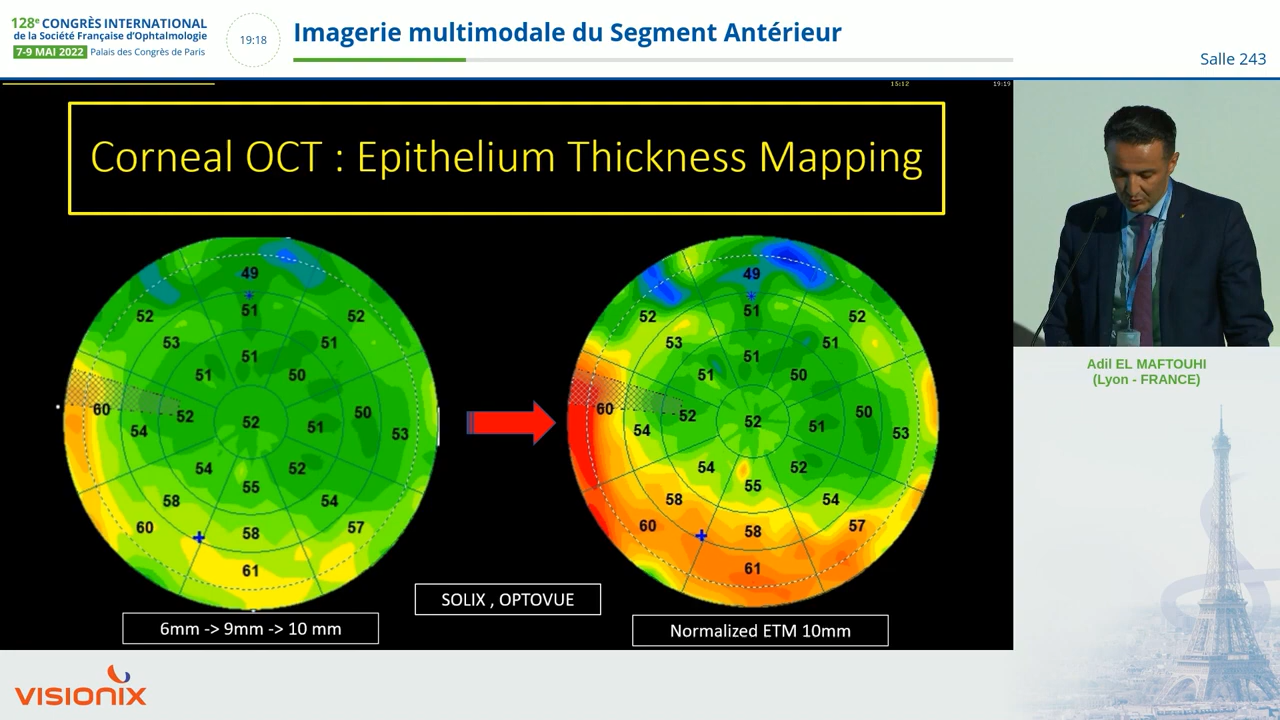 128e CONGRÈS INTERNATIONAL
de la Société Française d'Ophtalmologie
7-9 MAI 2022 Palais des Congrès de Paris
19:18
Imagerie multimodale du Segment Antérieur
Salle 243
15:12
19:19
Corneal OCT : Epithelium Thickness Mapping
49
52 51 52
53 51
51
51 50
60 52 52 51 50 53
54
54 52
55
58 54
60 58 57
61
49
52 51 52
53 51
51
51 50
60 52 52 51 50 53
54
54 52
55
58 54
60 58 57
61
SOLIX , OPTOVUE
6mm -> 9mm -> 10 mm
Normalized ETM 10mm
Adil EL MAFTOUHI
(Lyon - FRANCE)
VISIONIX